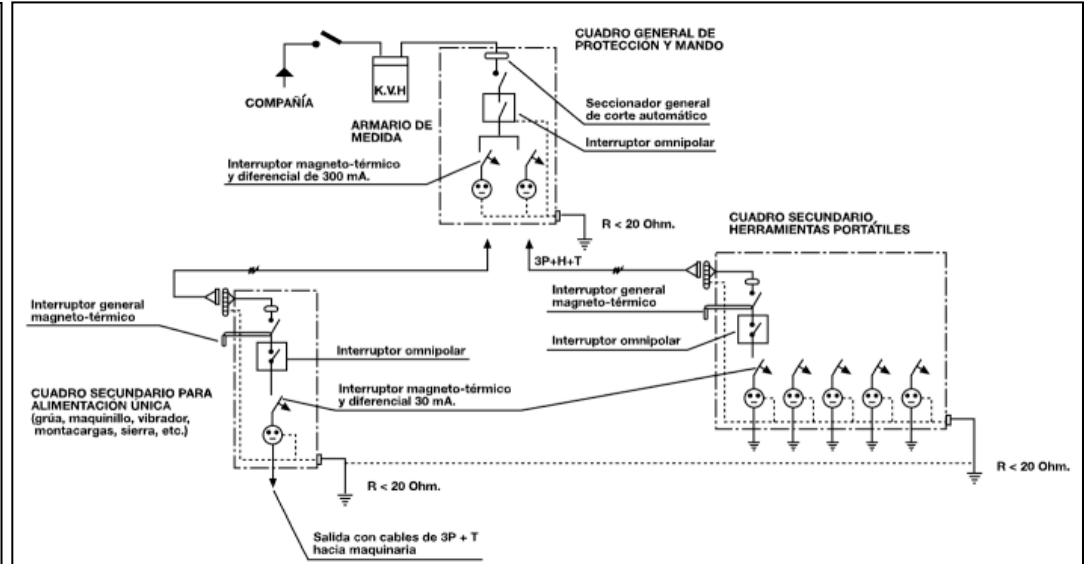 CUADRO GENERAL DE
PROTECCIÓN Y MANDO
COMPAÑÍA
K.V.H
ARMARIO DE
MEDIDA
Seccionador general
de corte automático
Interruptor omnipolar
Interruptor magneto-térmico
y diferencial de 300 mA.
R < 20 Ohm.
CUADRO SECUNDARIO,
HERRAMIENTAS PORTÁTILES
3P+H+T
Interruptor general
magneto-térmico
Interruptor general
magneto-térmico
Interruptor omnipolar
Interruptor omnipolar
CUADRO SECUNDARIO PARA
ALIMENTACIÓN ÚNICA
(grúa, maquinillo, vibrador,
montacargas, sierra, etc.)
Interruptor magneto-térmico
y diferencial 30 mA.
R < 20 Ohm.
R < 20 Ohm.
Salida con cables de 3P + T
hacia maquinaria